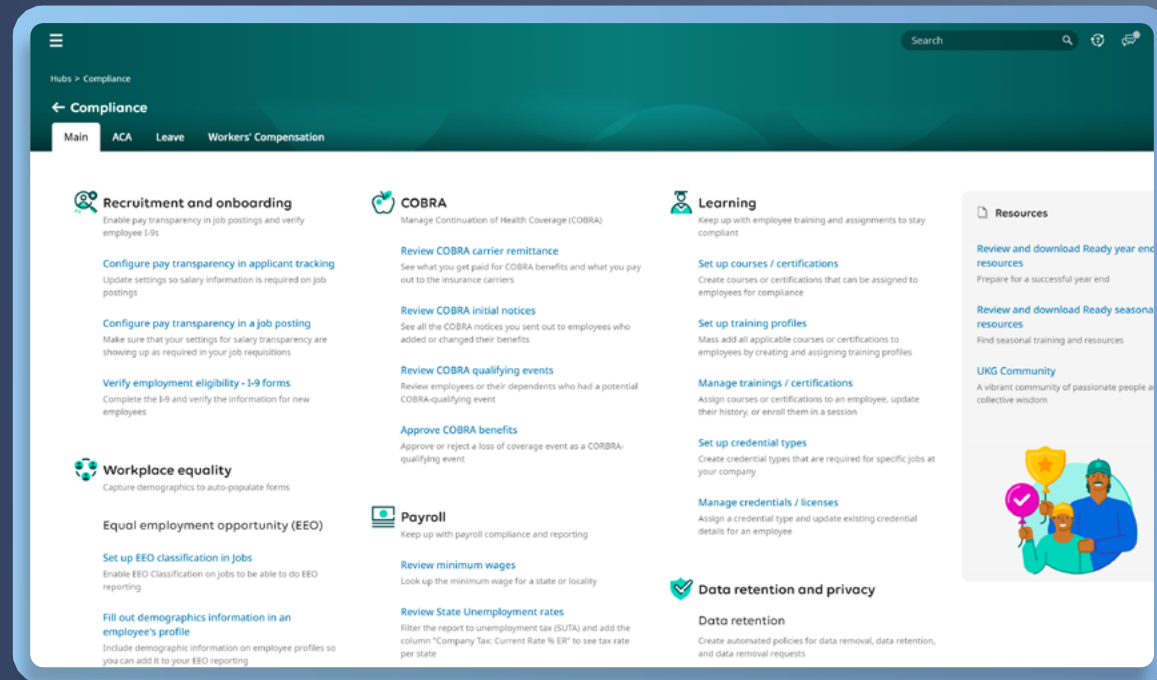 Search
Hubs > Compliance
← Compliance
Main
ACA
Leave
Workers' Compensation
Recruitment and onboarding
Enable pay transparency in job postings and verify
employee I-9s
Configure pay transparency in applicant tracking
Update settings so salary information is required on job
postings
Configure pay transparency in a job posting
Make sure that your settings for salary transparency are
showing up as required in your job requisitions
Verify employment eligibility - I-9 forms
Complete the I-9 and verify the information for new
employees
Workplace equality
Capture demographics to auto-populate forms
Equal employment opportunity (EEO)
Set up EEO classification in Jobs
Enable EEO Classification on jobs to be able to do EEO
reporting
Fill out demographics information in an
employee's profile
Include demographic information on employee profiles so
you can add it to your EEO reporting
COBRA
Manage Continuation of Health Coverage (COBRA)
Review COBRA carrier remittance
See what you get paid for COBRA benefits and what you pay
out to the insurance carriers
Review COBRA initial notices
See all the COBRA notices you sent out to employees who
added or changed their benefits
Review COBRA qualifying events
Review employees or their dependents who had a potential
COBRA-qualifying event
Approve COBRA benefits
Approve or reject a loss of coverage event as a CORBRA-
qualifying event
Payroll
Keep up with payroll compliance and reporting
Review minimum wages
Look up the minimum wage for a state or locality
Review State Unemployment rates
Filter the report to unemployment tax (SUTA) and add the
column "Company Tax: Current Rate % ER" to see tax rate
per state
Learning
Keep up with employee training and assignments to stay
compliant
Set up courses / certifications
Create courses or certifications that can be assigned to
employees for compliance
Set up training profiles
Mass add all applicable courses or certifications to
employees by creating and assigning training profiles
Manage trainings / certifications
Assign courses or certifications to an employee, update
their history, or enroll them in a session
Set up credential types
Create credential types that are required for specific jobs at
your company
Manage credentials / licenses
Assign a credential type and update existing credential
details for an employee
Data retention and privacy
Data retention
Create automated policies for data removal, data retention,
and data removal requests
Resources
Review and download Ready year end
resources
Prepare for a successful year end
Review and download Ready seasona
resources
Find seasonal training and resources
UKG Community
A vibrant community of passionate people a
collective wisdom